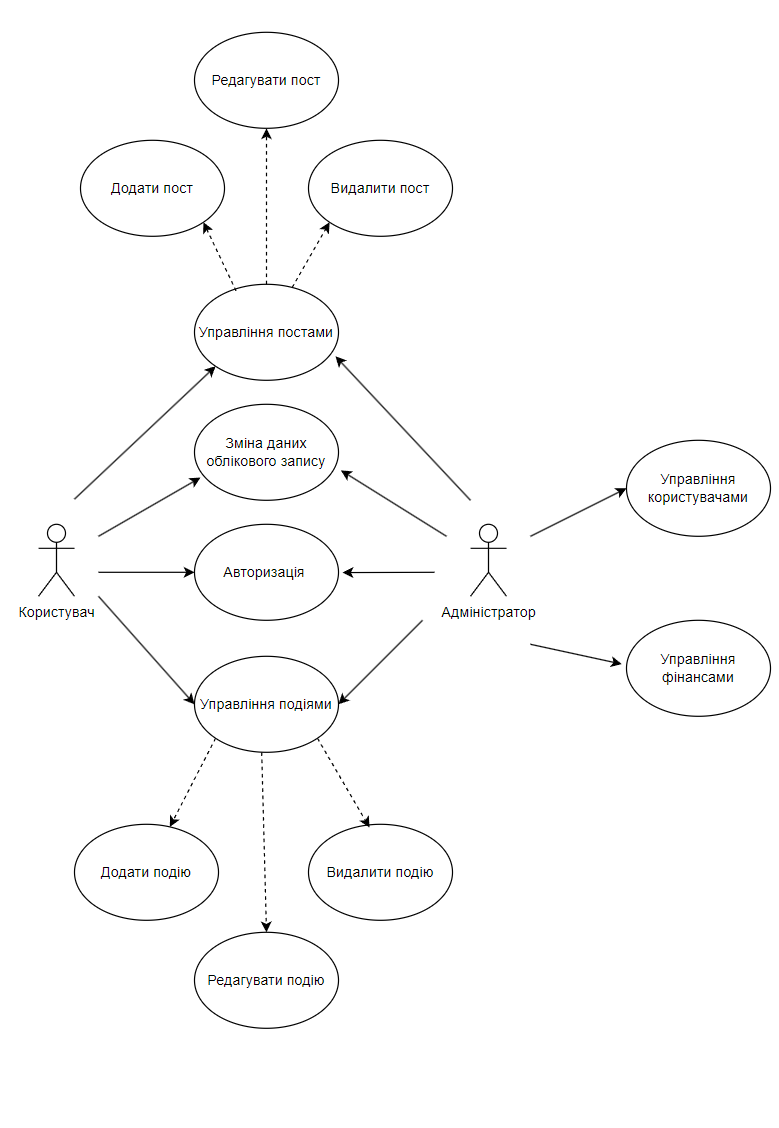 Редагувати пост
Додати пост
Видалити пост
Управління постами
Зміна даних
облікового запису
Управління
користувачами
Авторизація
Користувач
Адміністратор
Управління
фінансами
Управління подіями
Додати подію
Видалити подію
Редагувати подію